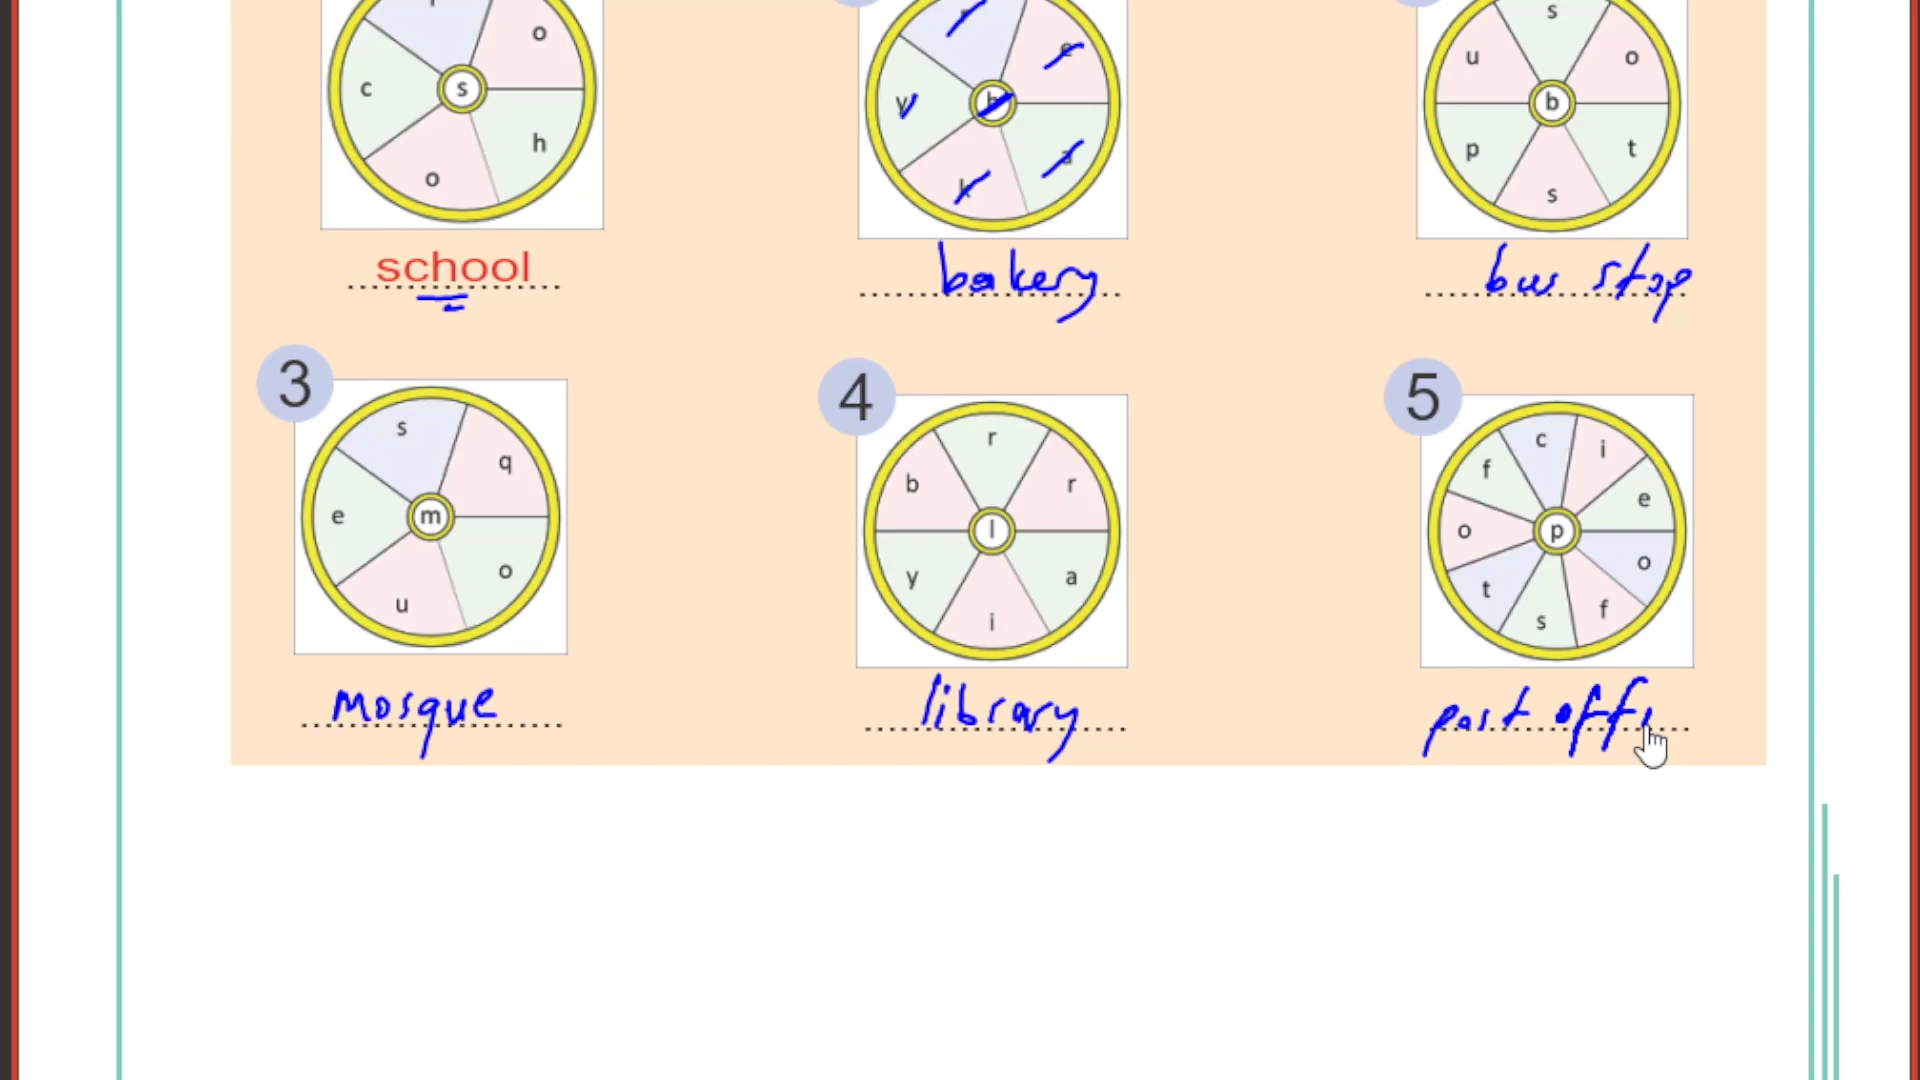 o
c
s
h
o
y
k
a
s
u
o
b
p
t
s
school
bakery
bus stop
3
s
q
e
m
o
u
4
r
b
r
l
y
a
i
5
c
i
f
e
o
p
o
t
f
s
mosque
library
post offi